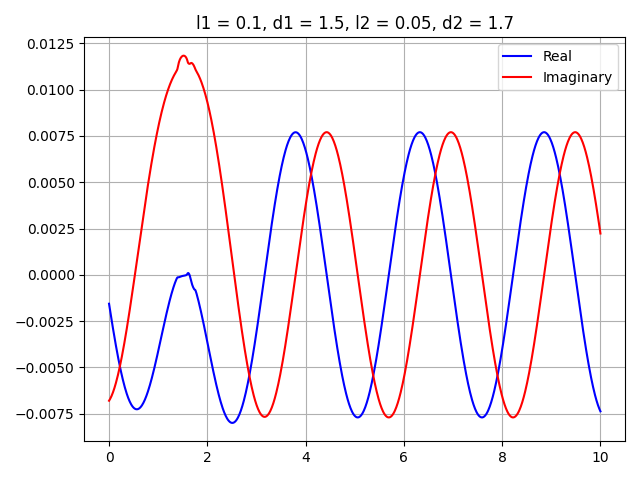 l1 = 0.1, d1 = 1.5, l2 = 0.05, d2 = 1.7
Real
Imaginary
0.0125
0.0100
0.0075
0.0050
0.0025
0.0000
−0.0025
−0.0050
−0.0075
0 2 4 6 8 10